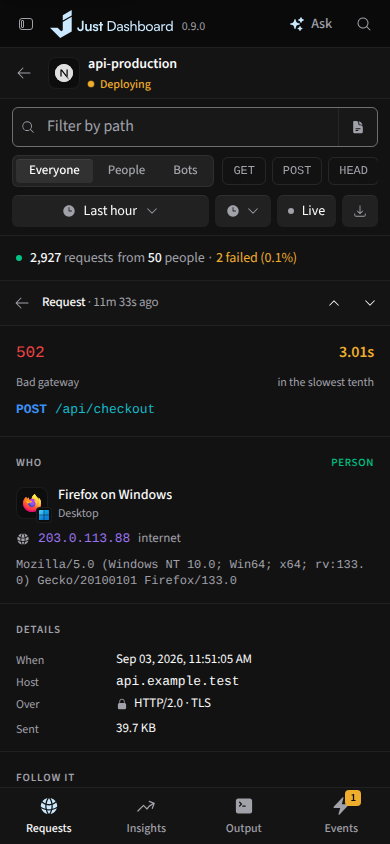 Just Dashboard 0.9.0 Ask
api-production
Deploying
Filter by path
Everyone People Bots GET POST HEAD
Last hour Live
2,927 requests from 50 people · 2 failed (0.1%)
Request · 11m 33s ago
502 3.01s
Bad gateway in the slowest tenth
POST /api/checkout
WHO PERSON
Firefox on Windows
Desktop
203.0.113.88 internet
Mozilla/5.0 (Windows NT 10.0; Win64; x64; rv:133.
0) Gecko/20100101 Firefox/133.0
DETAILS
When Sep 03, 2026, 11:51:05 AM
Host api.example.test
Over HTTP/2.0 · TLS
Sent 39.7 KB
FOLLOW IT
1
Requests Insights Output Events